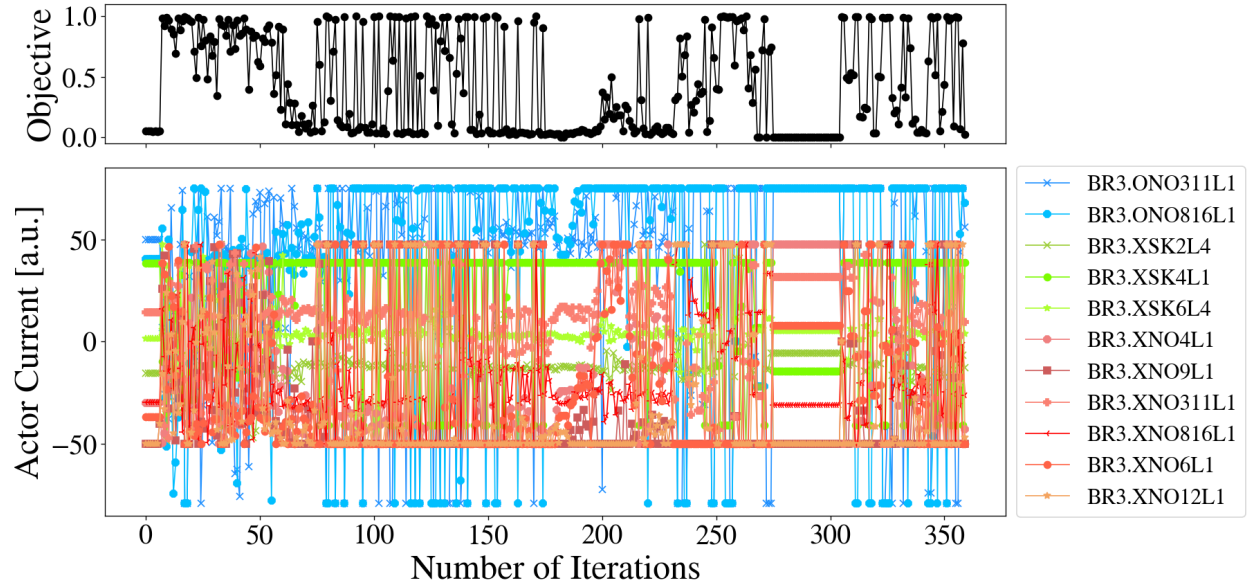 1.0
0.5
0.0
Objective
50
0
−50
Actor Current [a.u.]
0
50
100
150
200
250
300
350
Number of Iterations
BR3.ONO311L1
BR3.ONO816L1
BR3.XSK2L4
BR3.XSK4L1
BR3.XSK6L4
BR3.XNO4L1
BR3.XNO9L1
BR3.XNO311L1
BR3.XNO816L1
BR3.XNO6L1
BR3.XNO12L1